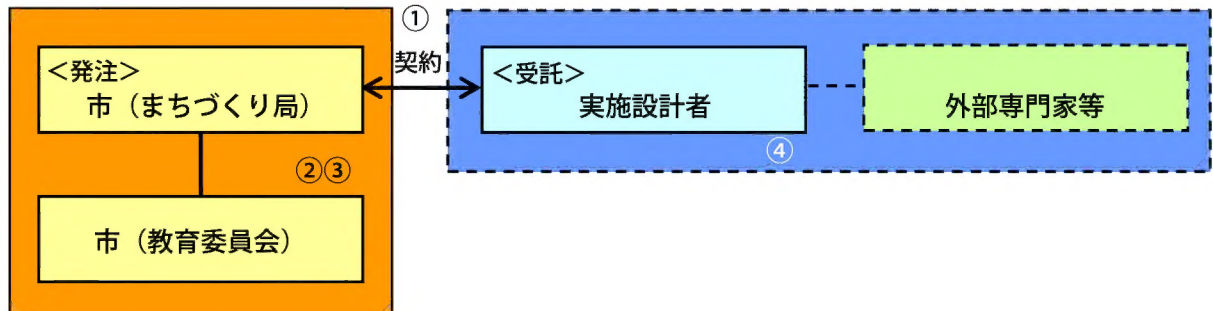 ①
契約
<発注>
市（まちづくり局）
②③
市（教育委員会）
<受託>
実施設計者
④
外部専門家等